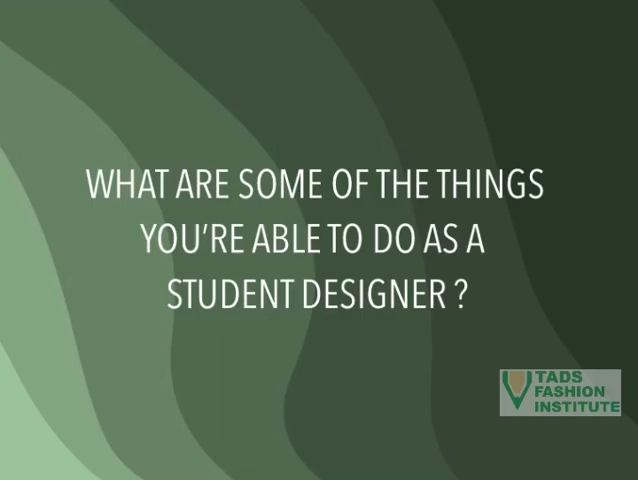 WHAT ARE SOME OF THE THINGS
YOU'RE ABLE TO DO AS A
STUDENT DESIGNER ?
TADS
FASHION
INSTITUTE